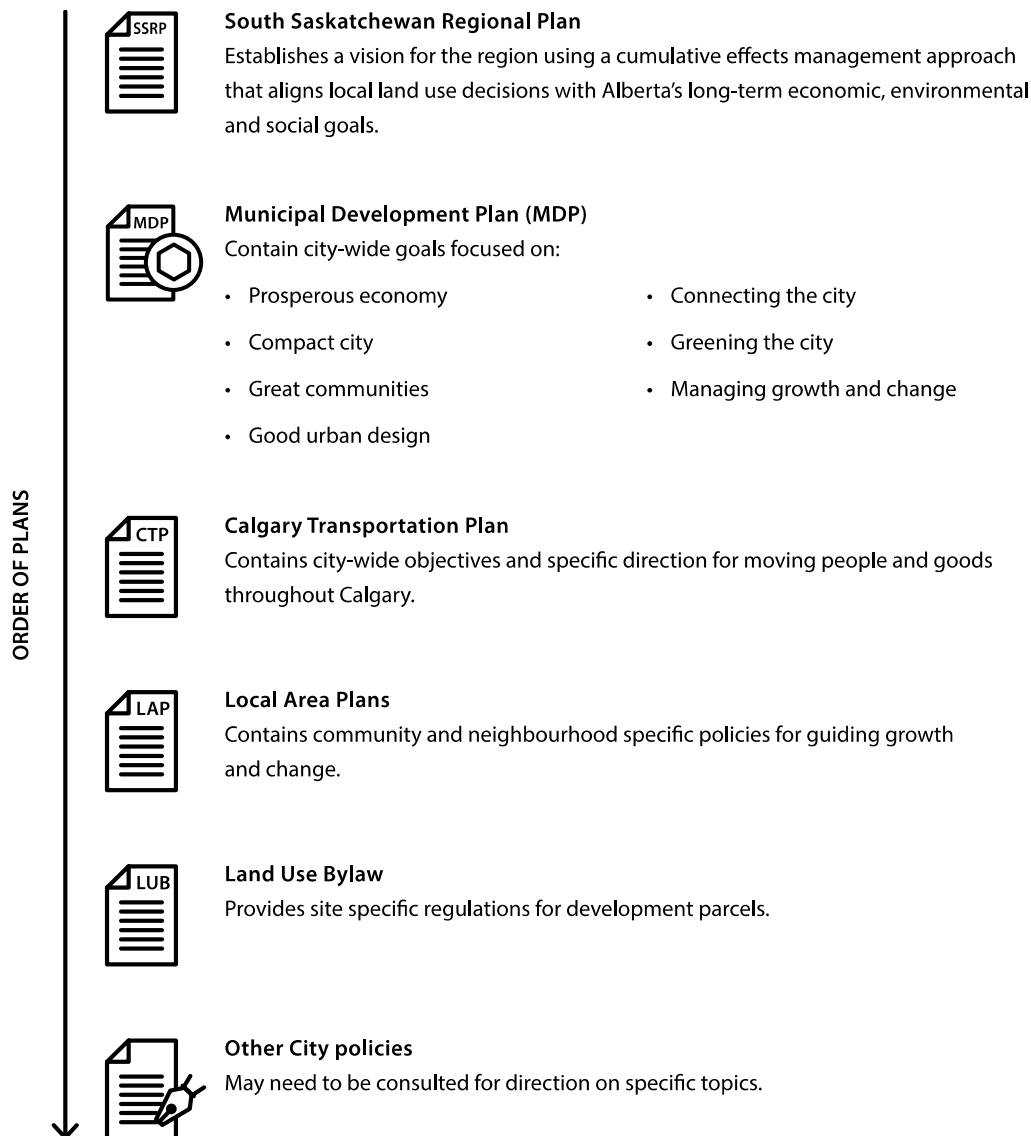 ORDER OF PLANS
SSRP
South Saskatchewan Regional Plan
Establishes a vision for the region using a cumulative effects management approach
that aligns local land use decisions with Alberta's long-term economic, environmental
and social goals.
MDP
Municipal Development Plan (MDP)
Contain city-wide goals focused on:
• Prosperous economy
• Compact city
• Great communities
• Good urban design
• Connecting the city
• Greening the city
• Managing growth and change
CTP
Calgary Transportation Plan
Contains city-wide objectives and specific direction for moving people and goods
throughout Calgary.
LAP
Local Area Plans
Contains community and neighbourhood specific policies for guiding growth
and change.
LUB
Land Use Bylaw
Provides site specific regulations for development parcels.
Other City policies
May need to be consulted for direction on specific topics.